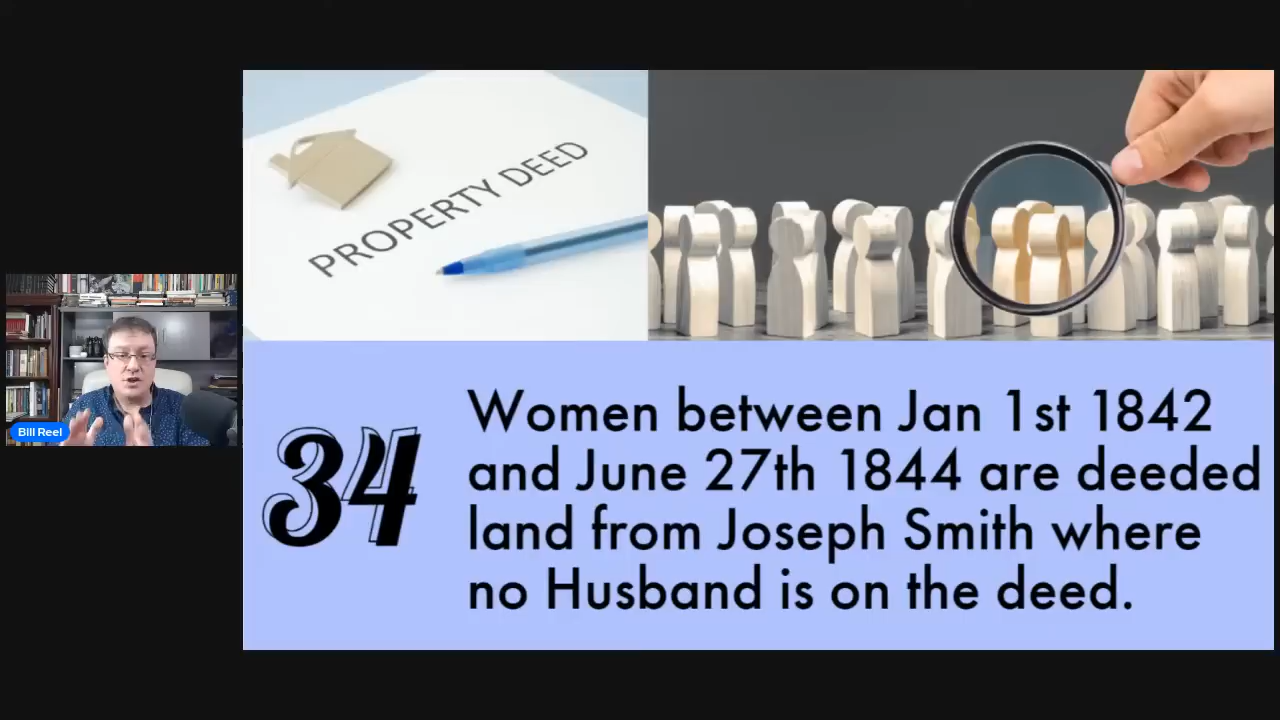 PROPERTY DEED
Bill Reel
34
Women between Jan 1st 1842
and June 27th 1844 are deeded
land from Joseph Smith where
no Husband is on the deed.